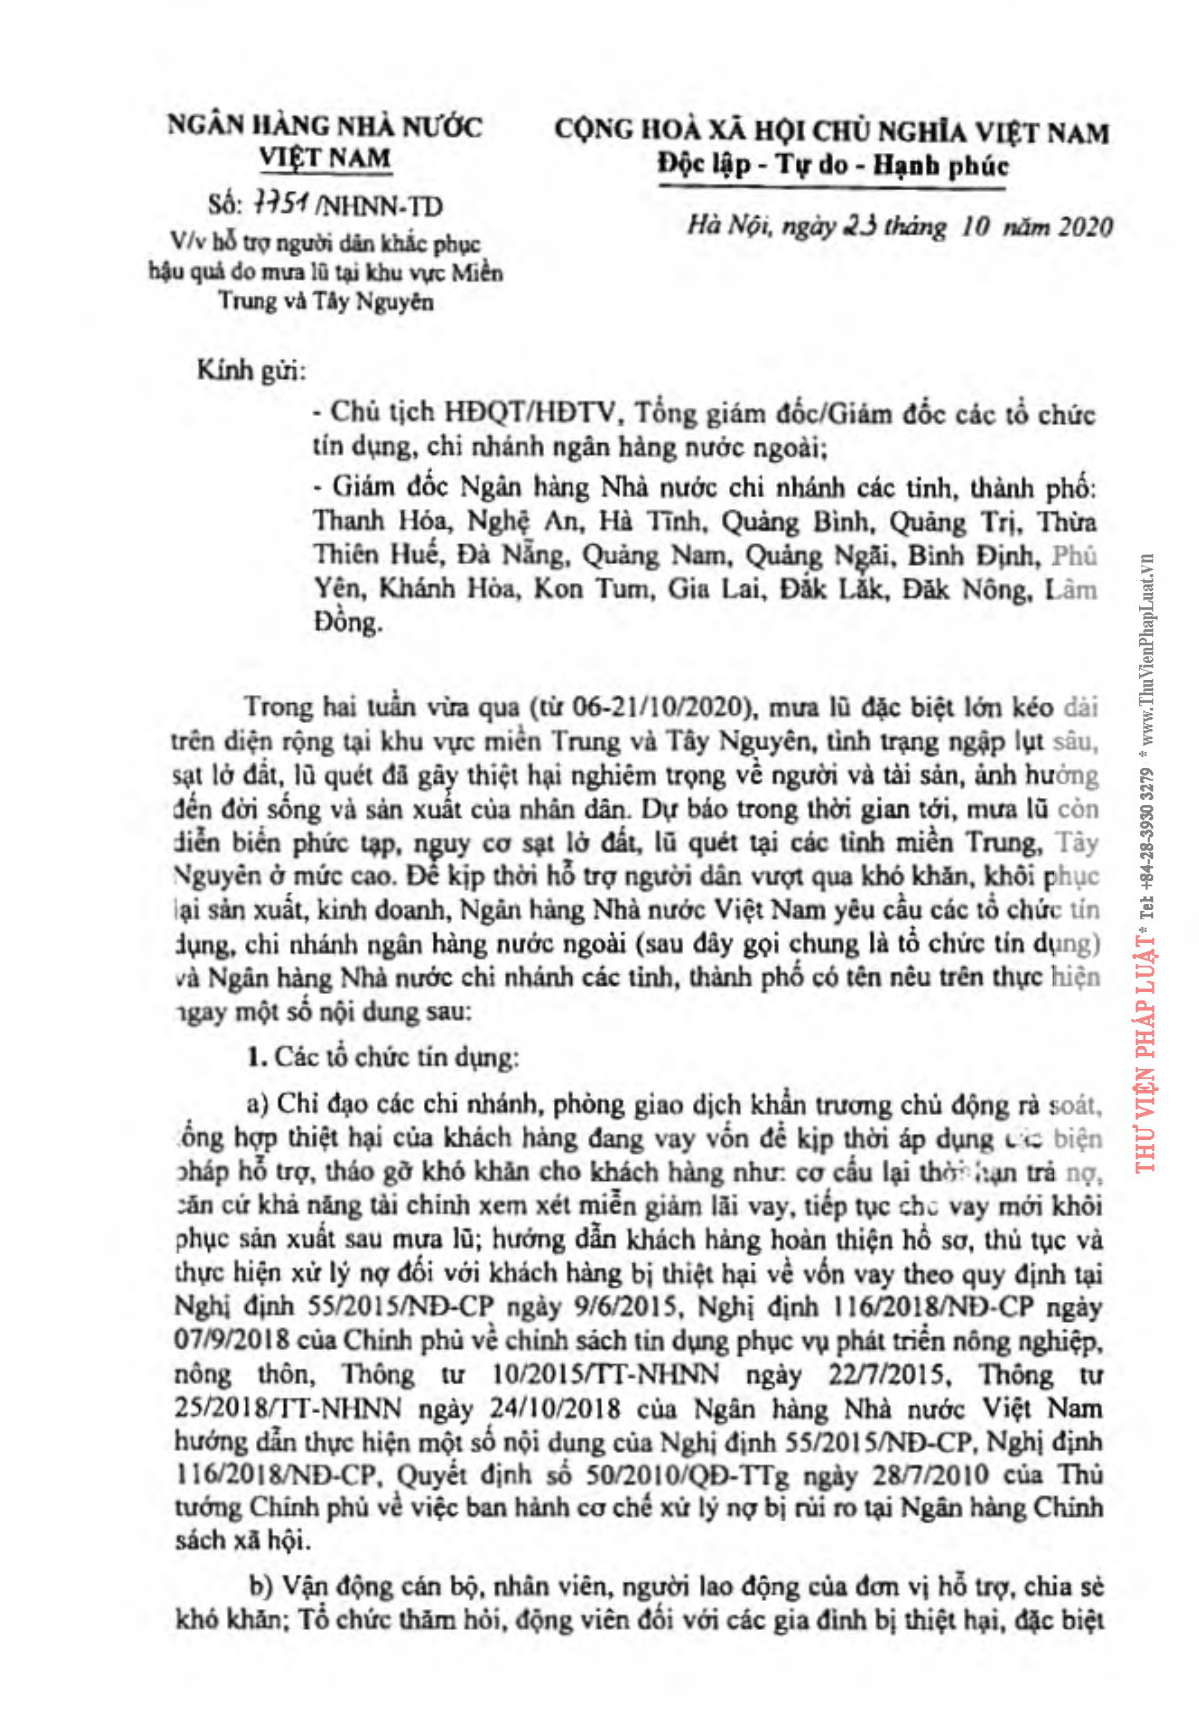 NGÂN HÀNG NHÀ NƯỚC
VIỆT NAM
Số: 7751/NHNN-TD
V/v hỗ trợ người dân khắc phục
hậu quả do mưa lũ tại khu vực Miền
Trung và Tây Nguyên
CỘNG HOÀ XÃ HỘI CHỦ NGHĨA VIỆT NAM
Độc lập - Tự do - Hạnh phúc
Hà Nội, ngày 23 tháng 10 năm 2020
Kính gửi:
- Chủ tịch HĐQT/HĐTV, Tổng giám đốc/Giám đốc các tổ chức
tín dụng, chi nhánh ngân hàng nước ngoài;
- Giám đốc Ngân hàng Nhà nước chi nhánh các tỉnh, thành phố:
Thanh Hóa, Nghệ An, Hà Tĩnh, Quảng Bình, Quảng Trị, Thừa
Thiên Huế, Đà Nẵng, Quảng Nam, Quảng Ngãi, Bình Định, Phú
Yên, Khánh Hòa, Kon Tum, Gia Lai, Đắk Lắk, Đăk Nông, Lâm
Đồng.
Trong hai tuần vừa qua (từ 06-21/10/2020), mưa lũ đặc biệt lớn kéo dài
trên diện rộng tại khu vực miền Trung và Tây Nguyên, tình trạng ngập lụt sâu,
sạt lở đất, lũ quét đã gây thiệt hại nghiêm trọng về người và tài sản, ảnh hưởng
đến đời sống và sản xuất của nhân dân. Dự báo trong thời gian tới, mưa lũ còn
diễn biến phức tạp, nguy cơ sạt lở đất, lũ quét tại các tỉnh miền Trung, Tây
Nguyên ở mức cao. Để kịp thời hỗ trợ người dân vượt qua khó khăn, khôi phục
lại sản xuất, kinh doanh, Ngân hàng Nhà nước Việt Nam yêu cầu các tổ chức tín
dụng, chi nhánh ngân hàng nước ngoài (sau đây gọi chung là tổ chức tín dụng)
và Ngân hàng Nhà nước chi nhánh các tỉnh, thành phố có tên nêu trên thực hiện
ngay một số nội dung sau:
1. Các tổ chức tín dụng:
a) Chỉ đạo các chi nhánh, phòng giao dịch khẩn trương chủ động rà soát,
tổng hợp thiệt hại của khách hàng đang vay vốn để kịp thời áp dụng các biện
pháp hỗ trợ, tháo gỡ khó khăn cho khách hàng như: cơ cấu lại thời hạn trả nợ,
căn cứ khả năng tài chính xem xét miễn giảm lãi vay, tiếp tục cho vay mới khôi
phục sản xuất sau mưa lũ; hướng dẫn khách hàng hoàn thiện hồ sơ, thủ tục và
thực hiện xử lý nợ đối với khách hàng bị thiệt hại về vốn vay theo quy định tại
Nghị định 55/2015/NĐ-CP ngày 9/6/2015, Nghị định 116/2018/NĐ-CP ngày
07/9/2018 của Chính phủ về chính sách tín dụng phục vụ phát triển nông nghiệp,
nông thôn, Thông tư 10/2015/TT-NHNN ngày 22/7/2015, Thông tư
25/2018/TT-NHNN ngày 24/10/2018 của Ngân hàng Nhà nước Việt Nam
hướng dẫn thực hiện một số nội dung của Nghị định 55/2015/NĐ-CP, Nghị định
116/2018/NĐ-CP, Quyết định số 50/2010/QĐ-TTg ngày 28/7/2010 của Thủ
tướng Chính phủ về việc ban hành cơ chế xử lý nợ bị rủi ro tại Ngân hàng Chính
sách xã hội.
b) Vận động cán bộ, nhân viên, người lao động của đơn vị hỗ trợ, chia sẻ
khó khăn; Tổ chức thăm hỏi, động viên đối với các gia đình bị thiệt hại, đặc biệt
THƯ VIỆN PHÁP LUẬT * Tel: +84-28-3930 3279 * www.ThuVienPhapLuat.vn